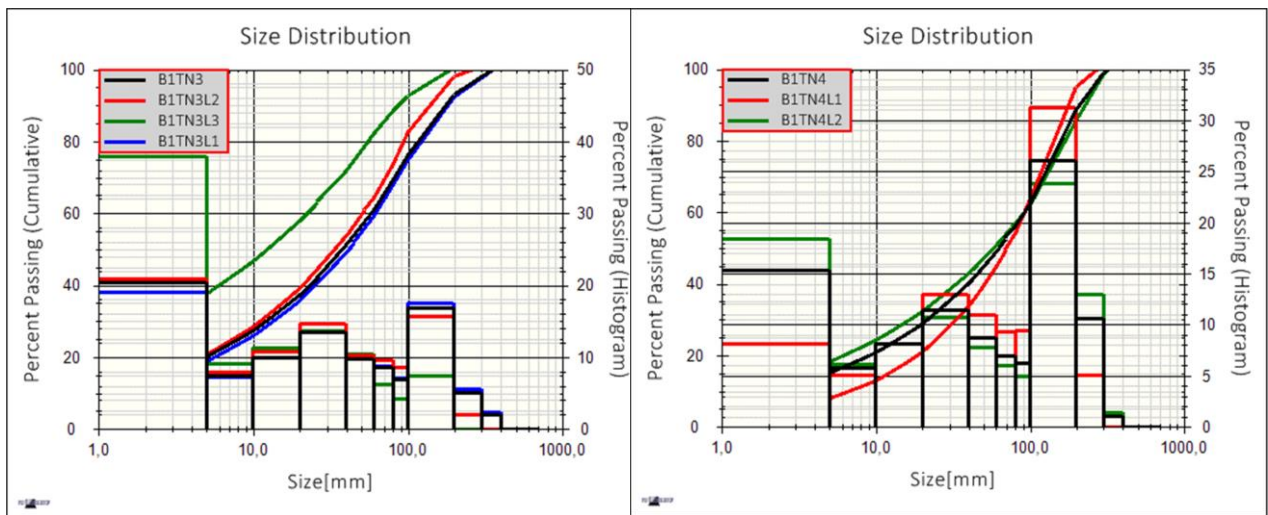 Size Distribution
B1TN3
B1TN3L2
B1TN3L3
B1TN3L1
Percent Passing (Cumulative)
100
80
60
40
20
0
50
40
30
20
10
0
Percent Passing (Histogram)
1,0 10,0 100,0 1000,0
Size[mm]
Size Distribution
B1TN4
B1TN4L1
B1TN4L2
Percent Passing (Cumulative)
100
80
60
40
20
0
35
30
25
20
15
10
5
0
Percent Passing (Histogram)
1,0 10,0 100,0 1000,0
Size[mm]